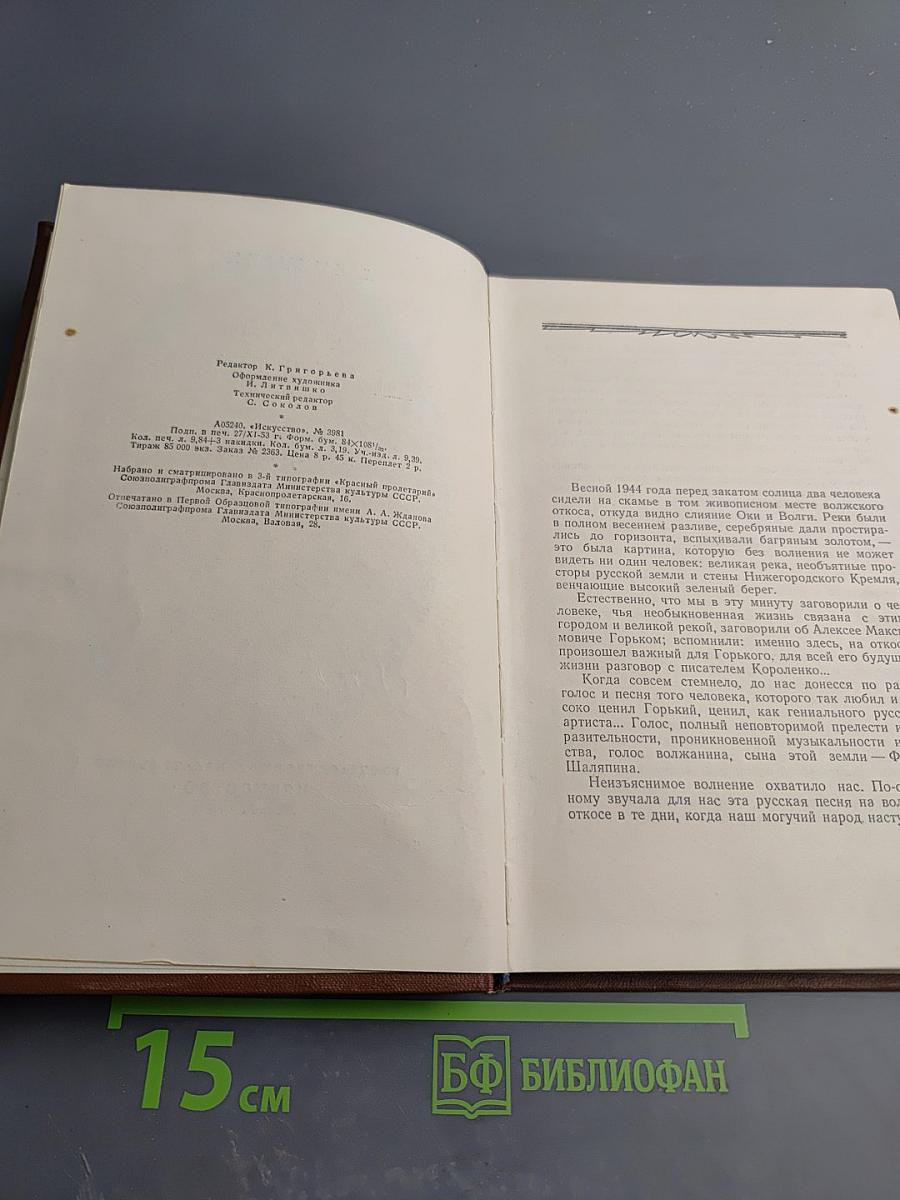 Редактор К. Григорьева
Оформление художника
И. Литвишко
Технический редактор
С. Соколов
*
А05240. «Искусство». № 3981
Подп. в печ. 27/XI-53 г. Форм. бум. 84×108¹/₃₂.
Кол. печ. л. 9,84+3 накидки. Кол. бум. л. 3,19. Уч.-изд. л. 9,39.
Тираж 85 000 экз. Заказ № 2363. Цена 8 р. 45 к. Переплет 2 р.
* *
Набрано и сматрицировано в 3-й типографии «Красный пролетарий»
Союзполиграфпрома Главиздата Министерства культуры СССР.
Москва, Краснопролетарская, 16.
Отпечатано в Первой Образцовой типографии имени А. А. Жданова
Союзполиграфпрома Главиздата Министерства культуры СССР.
Москва, Валовая, 28.
Весной 1944 года перед закатом солнца два человека
сидели на скамье в том живописном месте волжского
откоса, откуда видно слияние Оки и Волги. Реки были
в полном весеннем разливе, серебряные дали простира-
лись до горизонта, вспыхивали багряным золотом, —
это была картина, которую без волнения не может
видеть ни один человек: великая река, необъятные про-
сторы русской земли и стены Нижегородского Кремля,
венчающие высокий зеленый берег.
Естественно, что мы в эту минуту заговорили о че-
ловеке, чья необыкновенная жизнь связана с этим
городом и великой рекой, заговорили об Алексее Макси
мовиче Горьком; вспомнили: именно здесь, на откос
произошел важный для Горького, для всей его будущ
жизни разговор с писателем Короленко...
Когда совсем стемнело, до нас донесся по ра
голос и песня того человека, которого так любил и
соко ценил Горький, ценил, как гениального русс
артиста... Голос, полный неповторимой прелести и
разительности, проникновенной музыкальности и
ства, голос волжанина, сына этой земли — Ф
Шаляпина.
Неизъяснимое волнение охватило нас. По-о
ному звучала для нас эта русская песня на вол
откосе в те дни, когда наш могучий народ насту
15 см
БФ БИБЛИОФАН